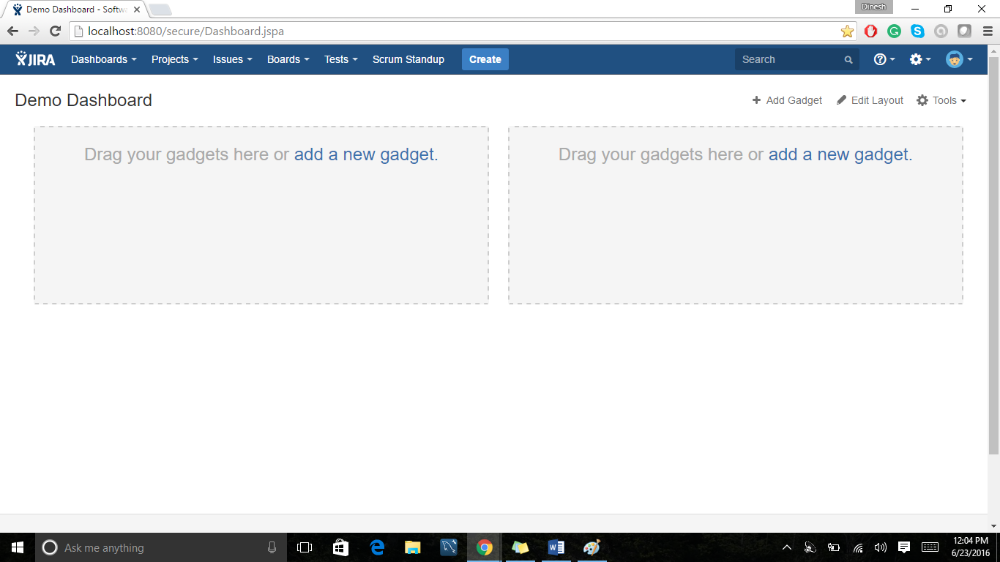 Demo Dashboard - Softw
Dinesh
localhost:8080/secure/Dashboard.jspa
JIRA Dashboards Projects Issues Boards Tests Scrum Standup Create Search
Demo Dashboard
Add Gadget Edit Layout Tools
Drag your gadgets here or add a new gadget.
Drag your gadgets here or add a new gadget.
Ask me anything
12:04 PM
6/23/2016